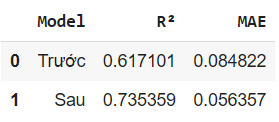 Model R² MAE
0 Trước 0.617101 0.084822
1 Sau 0.735359 0.056357